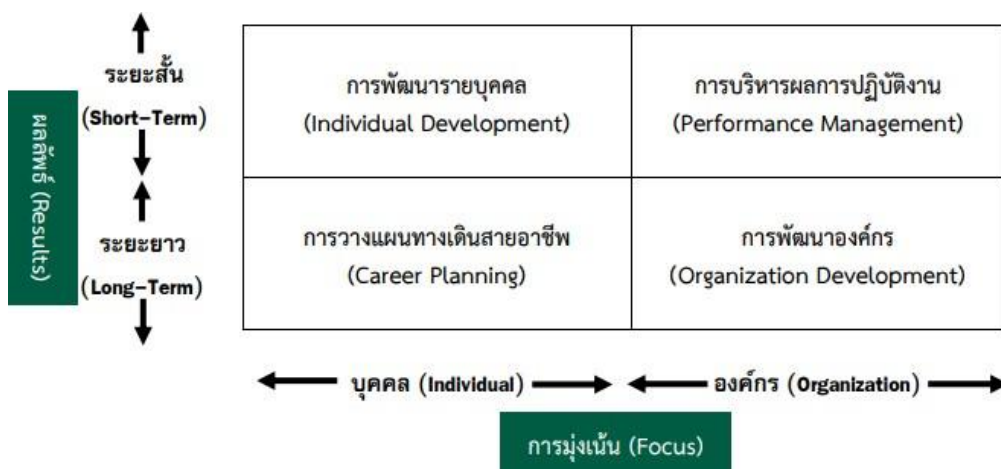 ผลลัพธ์ (Results)
ระยะสั้น
(Short-Term)
ระยะยาว
(Long-Term)
การพัฒนารายบุคคล
(Individual Development)
การบริหารผลการปฏิบัติงาน
(Performance Management)
การวางแผนทางเดินสายอาชีพ
(Career Planning)
การพัฒนาองค์กร
(Organization Development)
บุคคล (Individual)
องค์กร (Organization)
การมุ่งเน้น (Focus)